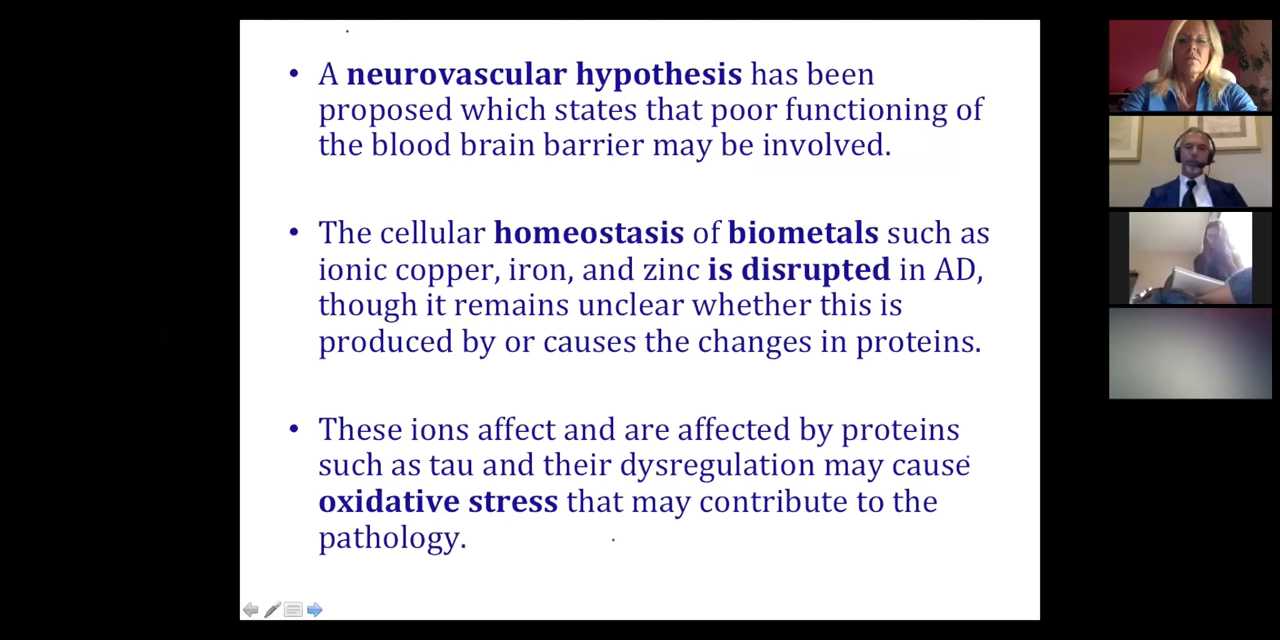 • A neurovascular hypothesis has been
proposed which states that poor functioning of
the blood brain barrier may be involved.
• The cellular homeostasis of biometals such as
ionic copper, iron, and zinc is disrupted in AD,
though it remains unclear whether this is
produced by or causes the changes in proteins.
• These ions affect and are affected by proteins
such as tau and their dysregulation may cause
oxidative stress that may contribute to the
pathology.